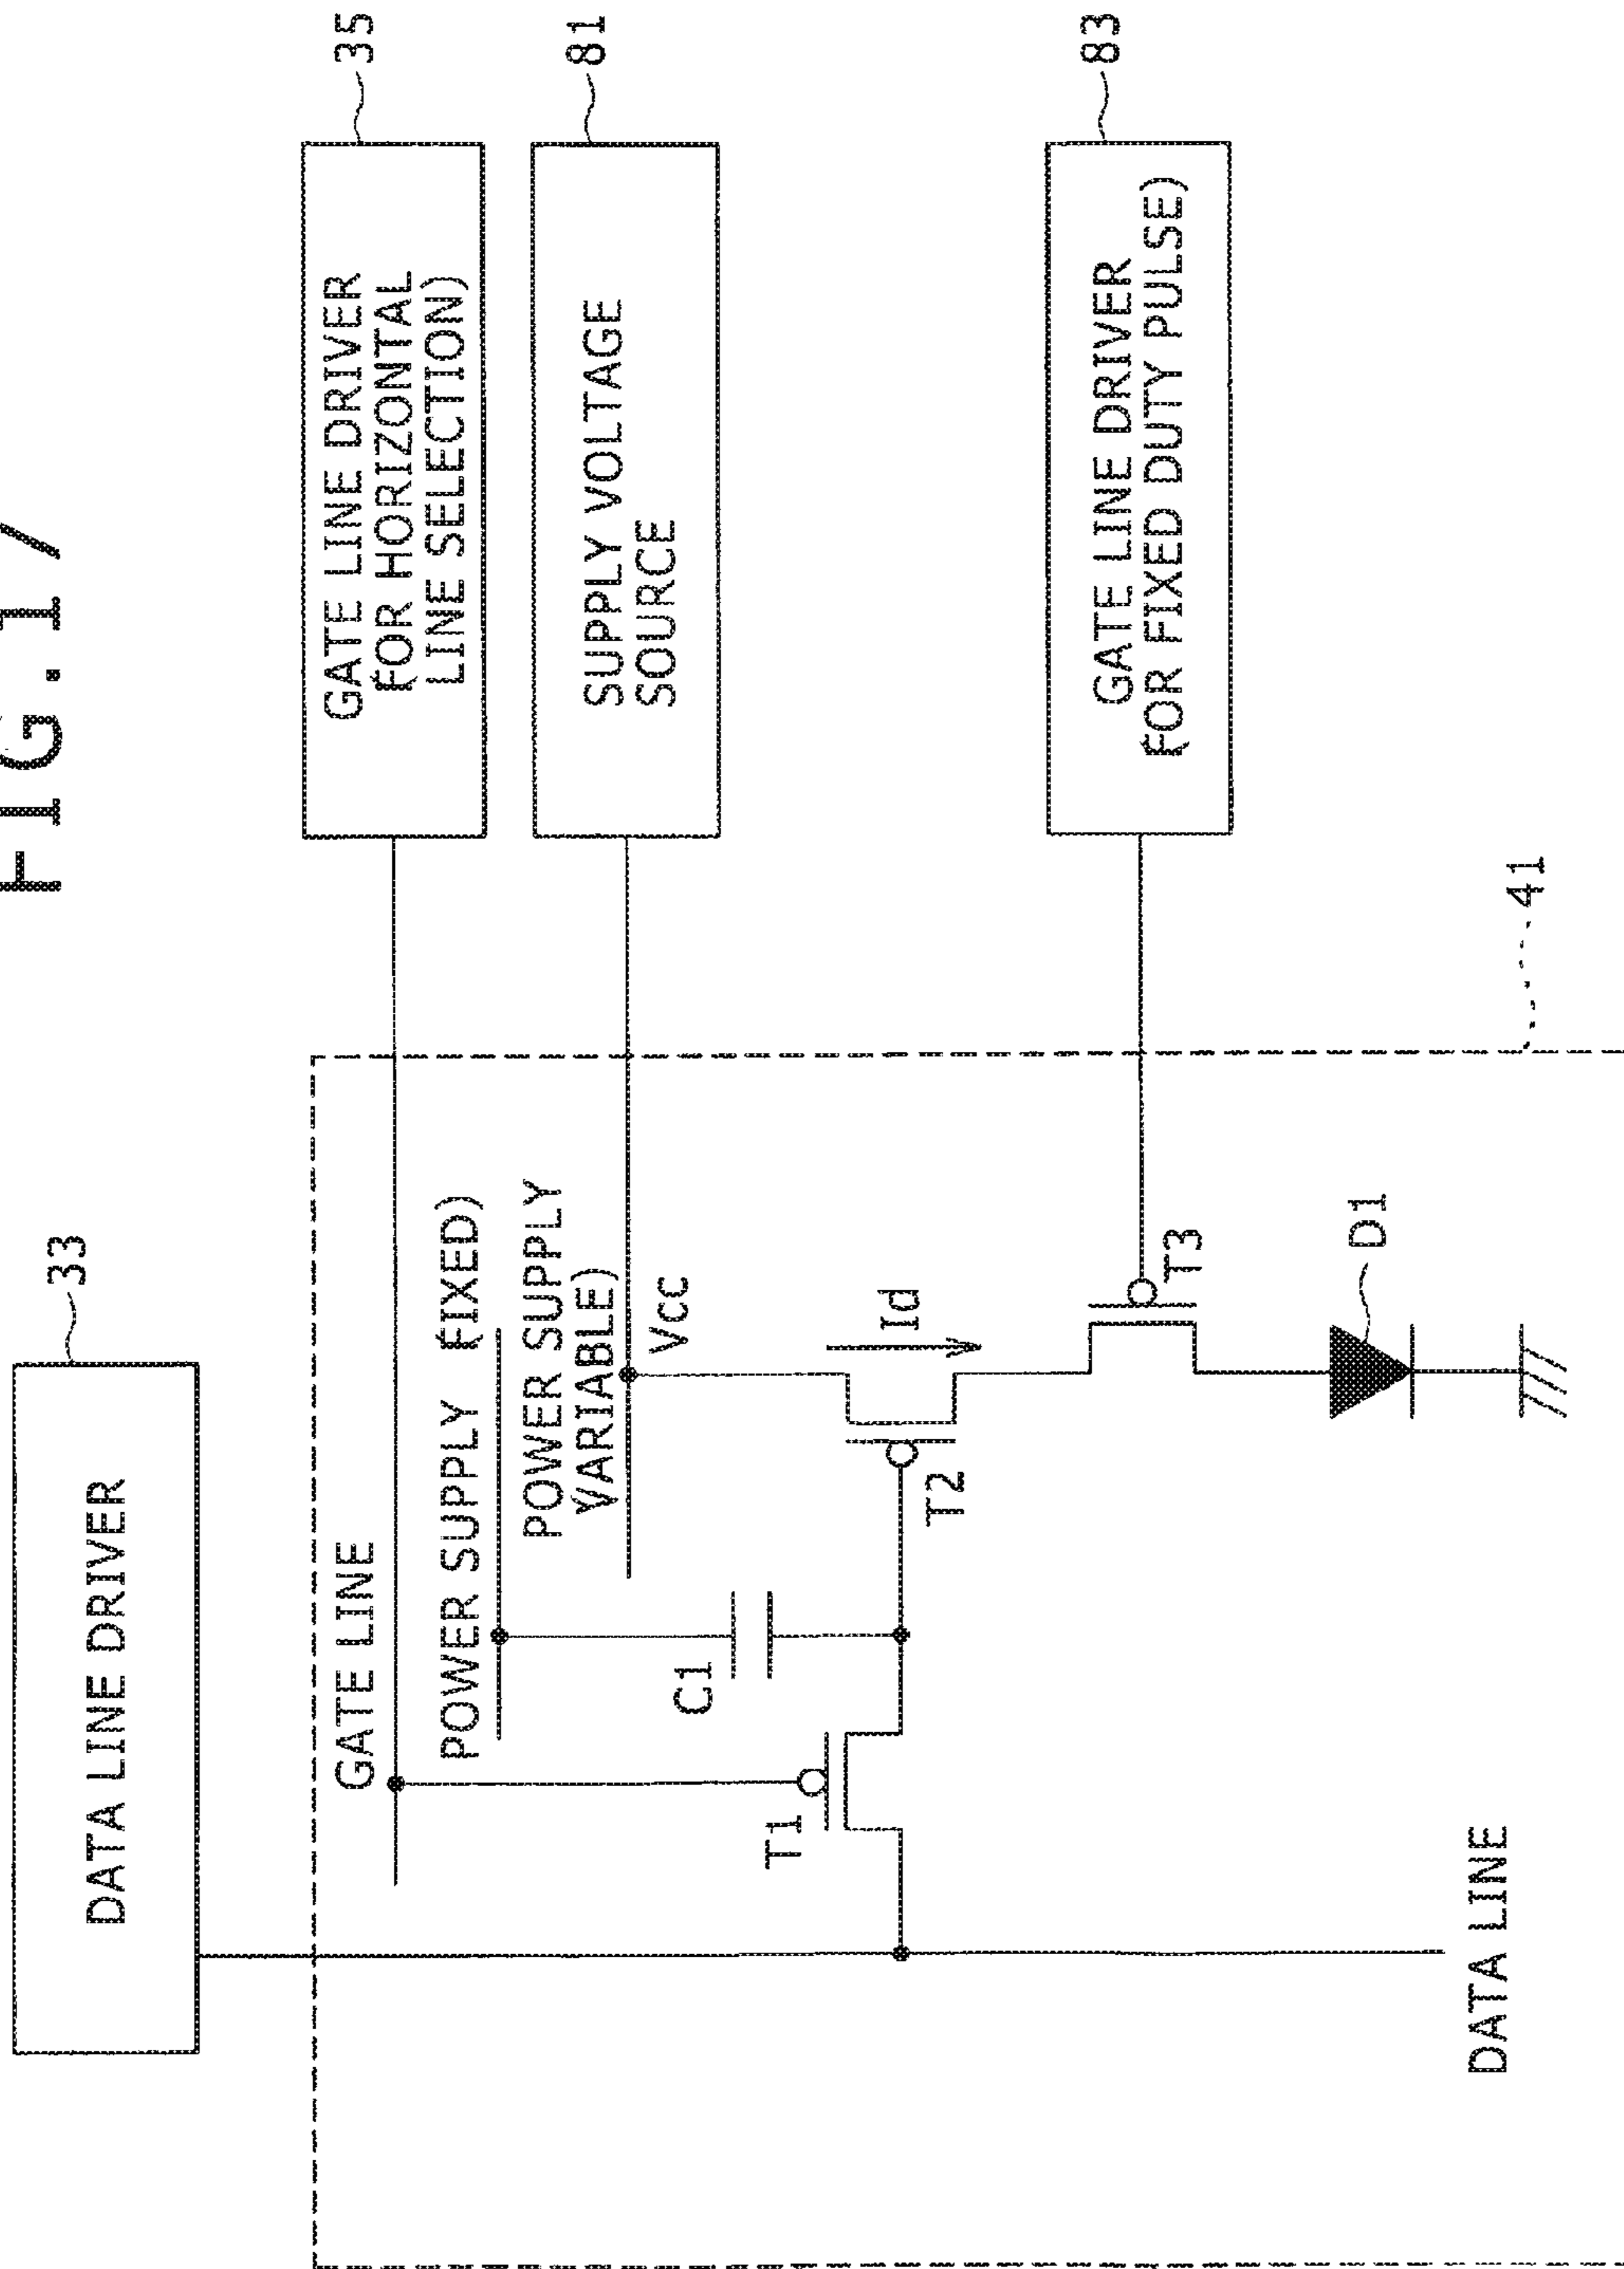 FIG.17
DATA LINE DRIVER
33
GATE LINE DRIVER
(FOR HORIZONTAL
LINE SELECTION)
35
SUPPLY VOLTAGE
SOURCE
81
GATE LINE DRIVER
(FOR FIXED DUTY PULSE)
83
GATE LINE
POWER SUPPLY (FIXED)
POWER SUPPLY
(VARIABLE)
Vcc
C1
T1
T2
Id
T3
D1
DATA LINE
41